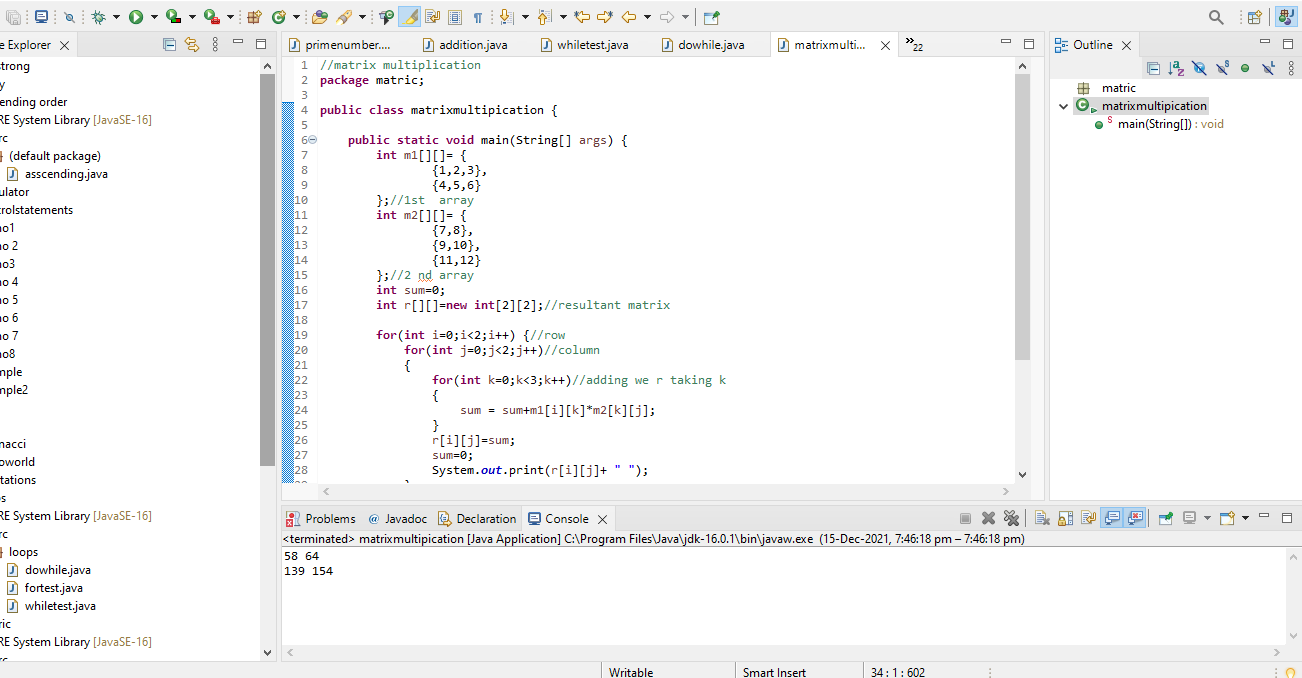 e Explorer
trong
y
ending order
RE System Library [JavaSE-16]
rc
(default package)
asscending.java
ulator
trolstatements
no1
no 2
no3
no 4
no 5
no 6
no 7
no8
mple
mple2
nacci
oworld
tations
ps
RE System Library [JavaSE-16]
rc
loops
dowhile.java
fortest.java
whiletest.java
ric
RE System Library [JavaSE-16]
rc
primenumber....
addition.java
whiletest.java
dowhile.java
matrixmulti...
»22
1 //matrix multiplication
2 package matric;
3
4 public class matrixmultipication {
5
6 public static void main(String[] args) {
7 int m1[][]= {
8 {1,2,3},
9 {4,5,6}
10 };//1st  array
11 int m2[][]= {
12 {7,8},
13 {9,10},
14 {11,12}
15 };//2 nd array
16 int sum=0;
17 int r[][]=new int[2][2];//resultant matrix
18
19 for(int i=0;i<2;i++) {//row
20 for(int j=0;j<2;j++)//column
21 {
22 for(int k=0;k<3;k++)//adding we r taking k
23 {
24 sum = sum+m1[i][k]*m2[k][j];
25 }
26 r[i][j]=sum;
27 sum=0;
28 System.out.print(r[i][j]+ " ");
Outline
matric
matrixmultipication
main(String[]) : void
Problems
@ Javadoc
Declaration
Console
<terminated> matrixmultipication [Java Application] C:\Program Files\Java\jdk-16.0.1\bin\javaw.exe (15-Dec-2021, 7:46:18 pm – 7:46:18 pm)
58 64
139 154
Writable
Smart Insert
34 : 1 : 602